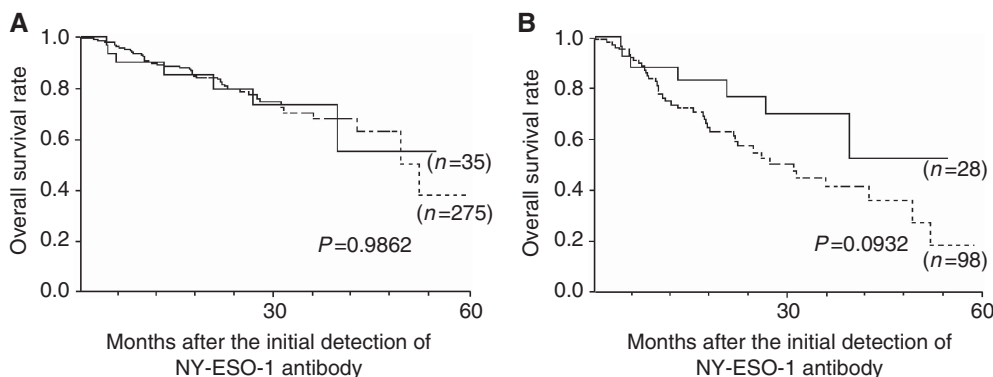 A
Overall survival rate
1.0
0.8
0.6
0.4
0.2
0.0
(n=35)
(n=275)
P=0.9862
30
60
Months after the initial detection of
NY-ESO-1 antibody
B
Overall survival rate
1.0
0.8
0.6
0.4
0.2
0.0
(n=28)
P=0.0932
(n=98)
30
60
Months after the initial detection of
NY-ESO-1 antibody